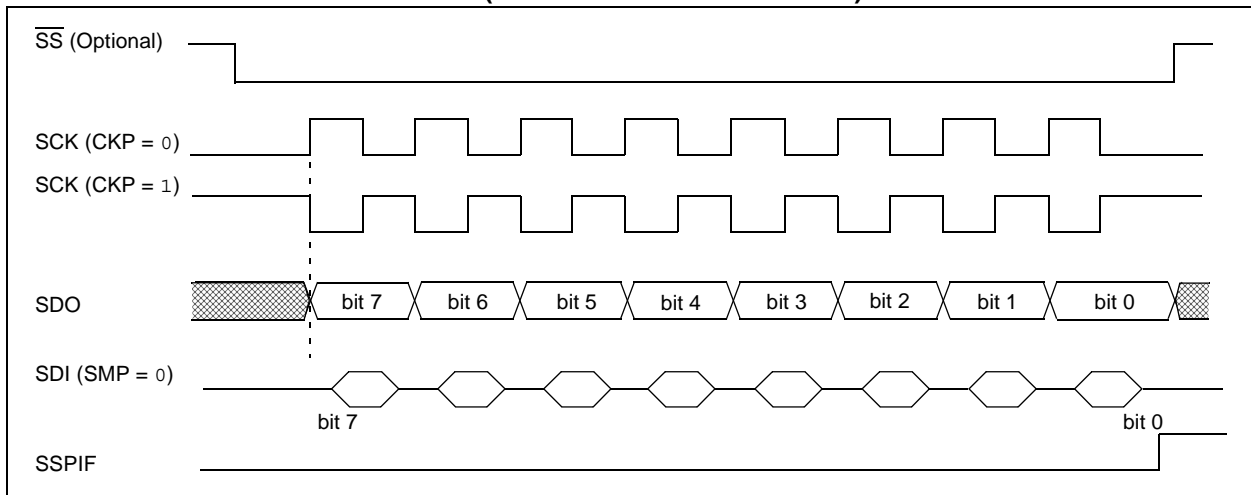 SS (Optional)
SCK (CKP = 0)
SCK (CKP = 1)
SDO
bit 7 bit 6 bit 5 bit 4 bit 3 bit 2 bit 1 bit 0
SDI (SMP = 0)
bit 7 bit 0
SSPIF